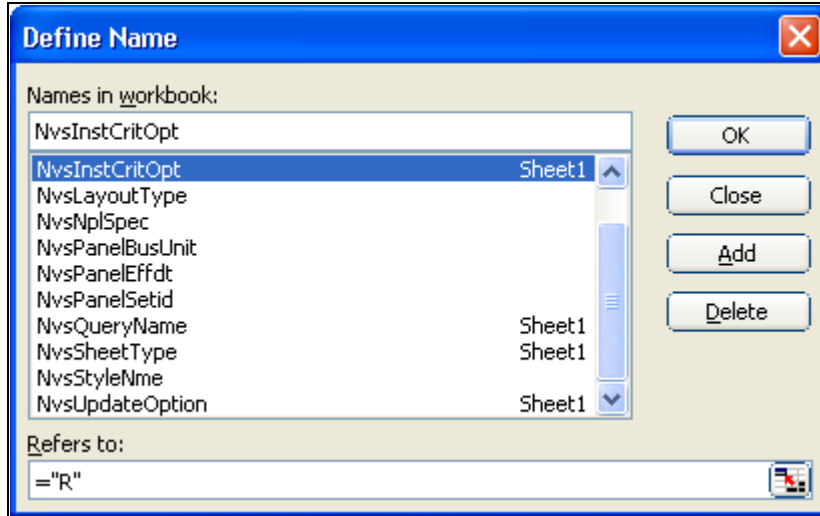 Define Name
Names in workbook:
NvsInstCritOpt
OK
NvsInstCritOpt Sheet1
NvsLayoutType
Close
NvsNplSpec
NvsPanelBusUnit
Add
NvsPanelEffdt
NvsPanelSetid
Delete
NvsQueryName Sheet1
NvsSheetType Sheet1
NvsStyleNme
NvsUpdateOption Sheet1
Refers to:
="R"